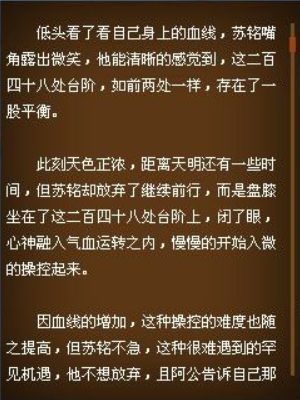 低头看了看自己身上的血线，苏铭嘴
角露出微笑，他能清晰的感觉到，这二百
四十八处台阶，如前两处一样，存在了一
股平衡。
此刻天色正浓，距离天明还有一些时
间，但苏铭却放弃了继续前行，而是盘膝
坐在了这二百四十八处台阶上，闭了眼，
心神融入气血运转之内，慢慢的开始入微
的操控起来。
因血线的增加，这种操控的难度也随
之提高，但苏铭不急，这种很难遇到的罕
见机遇，他不想放弃，且阿公告诉自己那